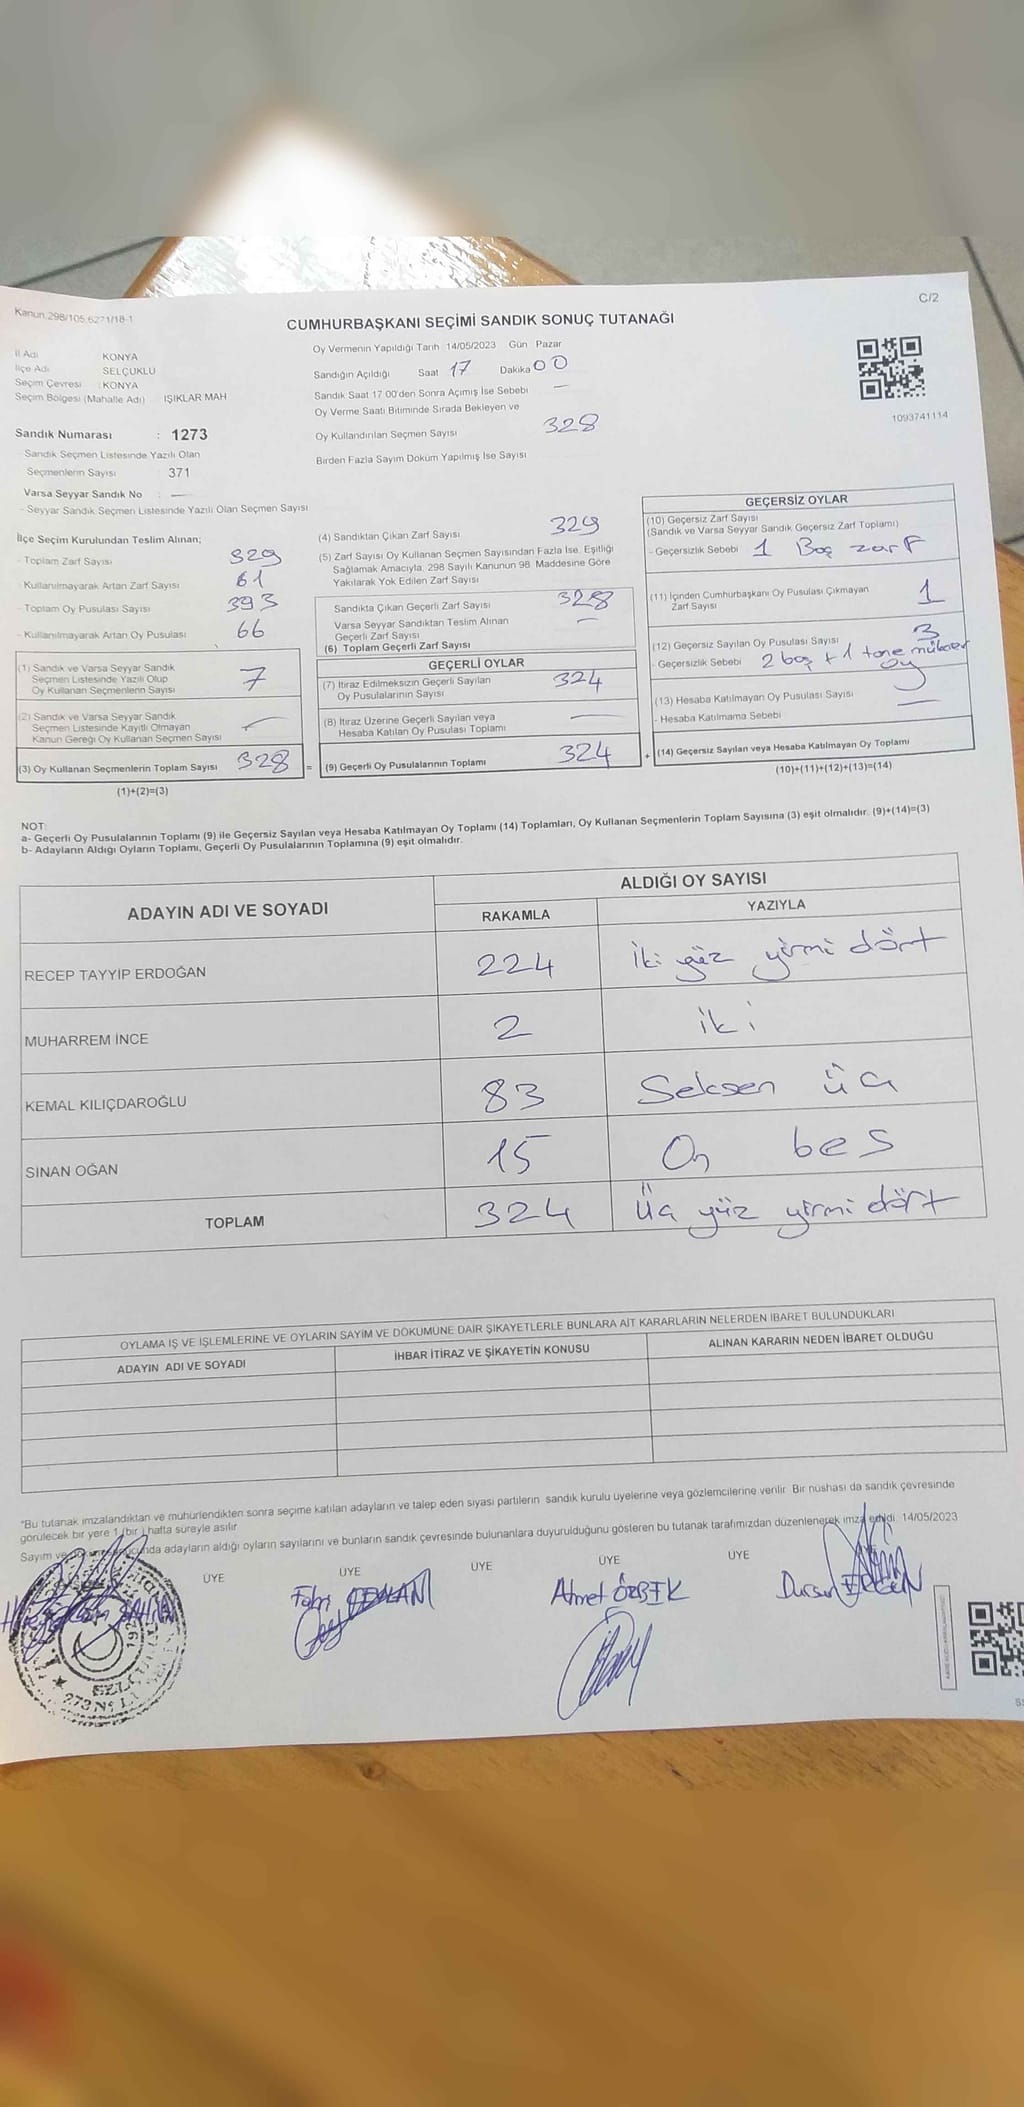 C/2
Kanun.298/105,6271/18-1
CUMHURBAŞKANI SEÇİMİ SANDIK SONUÇ TUTANAĞI
İl Adı KONYA
İlçe Adı SELÇUKLU
Seçim Çevresi : KONYA
Seçim Bölgesi (Mahalle Adı) IŞIKLAR MAH
Sandık Numarası : 1273
Sandık Seçmen Listesinde Yazılı Olan
Seçmenlerin Sayısı 371
Varsa Seyyar Sandık No : —
- Seyyar Sandık Seçmen Listesinde Yazılı Olan Seçmen Sayısı
Oy Vermenin Yapıldığı Tarih 14/05/2023 Gün Pazar
Sandığın Açıldığı Saat 17 Dakika 00
Sandık Saat 17 00'den Sonra Açımış İse Sebebi —
Oy Verme Saati Bitiminde Sırada Bekleyen ve
Oy Kullandırılan Seçmen Sayısı 328
Birden Fazla Sayım Döküm Yapılmış İse Sayısı
1093741114
İlçe Seçim Kurulundan Teslim Alınan;
- Toplam Zarf Sayısı 329
- Kullanılmayarak Artan Zarf Sayısı 61
- Toplam Oy Pusulası Sayısı 393
- Kullanılmayarak Artan Oy Pusulası 66
(1) Sandık ve Varsa Seyyar Sandık
Seçmen Listesinde Yazılı Olup
Oy Kullanan Seçmenlerin Sayısı 7
(2) Sandık ve Varsa Seyyar Sandık
Seçmen Listesinde Kayıtlı Olmayan
Kanun Gereği Oy Kullanan Seçmen Sayısı —
(3) Oy Kullanan Seçmenlerin Toplam Sayısı 328 =
(1)+(2)=(3)
(4) Sandıktan Çıkan Zarf Sayısı 329
(5) Zarf Sayısı Oy Kullanan Seçmen Sayısından Fazla İse, Eşitliği
Sağlamak Amacıyla, 298 Sayılı Kanunun 98. Maddesine Göre
Yakılarak Yok Edilen Zarf Sayısı
Sandıkta Çıkan Geçerli Zarf Sayısı 328
Varsa Seyyar Sandıktan Teslim Alınan
Geçerli Zarf Sayısı —
(6) Toplam Geçerli Zarf Sayısı
GEÇERLİ OYLAR
(7) İtiraz Edilmeksizin Geçerli Sayılan
Oy Pusulalarının Sayısı 324
(8) İtiraz Üzerine Geçerli Sayılan veya
Hesaba Katılan Oy Pusulası Toplamı —
(9) Geçerli Oy Pusulalarının Toplamı 324 +
GEÇERSİZ OYLAR
(10) Geçersiz Zarf Sayısı
(Sandık ve Varsa Seyyar Sandık Geçersiz Zarf Toplamı)
- Geçersizlik Sebebi 1 Boş zarf
(11) İçinden Cumhurbaşkanı Oy Pusulası Çıkmayan
Zarf Sayısı 1
(12) Geçersiz Sayılan Oy Pusulası Sayısı 3
- Geçersizlik Sebebi 2 boş + 1 tane mükerer
oy
(13) Hesaba Katılmayan Oy Pusulası Sayısı —
- Hesaba Katılmama Sebebi
(14) Geçersiz Sayılan veya Hesaba Katılmayan Oy Toplamı
(10)+(11)+(12)+(13)=(14)
NOT:
a- Geçerli Oy Pusulalarının Toplamı (9) ile Geçersiz Sayılan veya Hesaba Katılmayan Oy Toplamı (14) Toplamları, Oy Kullanan Seçmenlerin Toplam Sayısına (3) eşit olmalıdır. (9)+(14)=(3)
b- Adayların Aldığı Oyların Toplamı, Geçerli Oy Pusulalarının Toplamına (9) eşit olmalıdır.
ADAYIN ADI VE SOYADI
ALDIĞI OY SAYISI
RAKAMLA YAZIYLA
RECEP TAYYIP ERDOĞAN 224 İki yüz yirmi dört
MUHARREM İNCE 2 iki
KEMAL KILIÇDAROĞLU 83 Seksen üç
SİNAN OĞAN 15 On beş
TOPLAM 324 Üç yüz yirmi dört
OYLAMA İŞ VE İŞLEMLERİNE VE OYLARIN SAYIM VE DÖKÜMÜNE DAİR ŞİKAYETLERLE BUNLARA AİT KARARLARIN NELERDEN İBARET BULUNDUKLARI
ADAYIN ADI VE SOYADI İHBAR İTİRAZ VE ŞİKAYETİN KONUSU ALINAN KARARIN NEDEN İBARET OLDUĞU
"Bu tutanak imzalandıktan ve mühürlendikten sonra seçime katılan adayların ve talep eden siyasi partilerin sandık kurulu üyelerine veya gözlemcilerine verilir. Bir nüshası da sandık çevresinde
görülecek bir yere 1 (bir ) hafta süreyle asılır
Sayım ve adayların aldığı oyların sayılarını ve bunların sandık çevresinde bulunanlara duyurulduğunu gösteren bu tutanak tarafımızdan düzenlenerek imza edildi. 14/05/2023
ÜYE ÜYE ÜYE ÜYE ÜYE
Ahmet ÖZBEK
Dursun